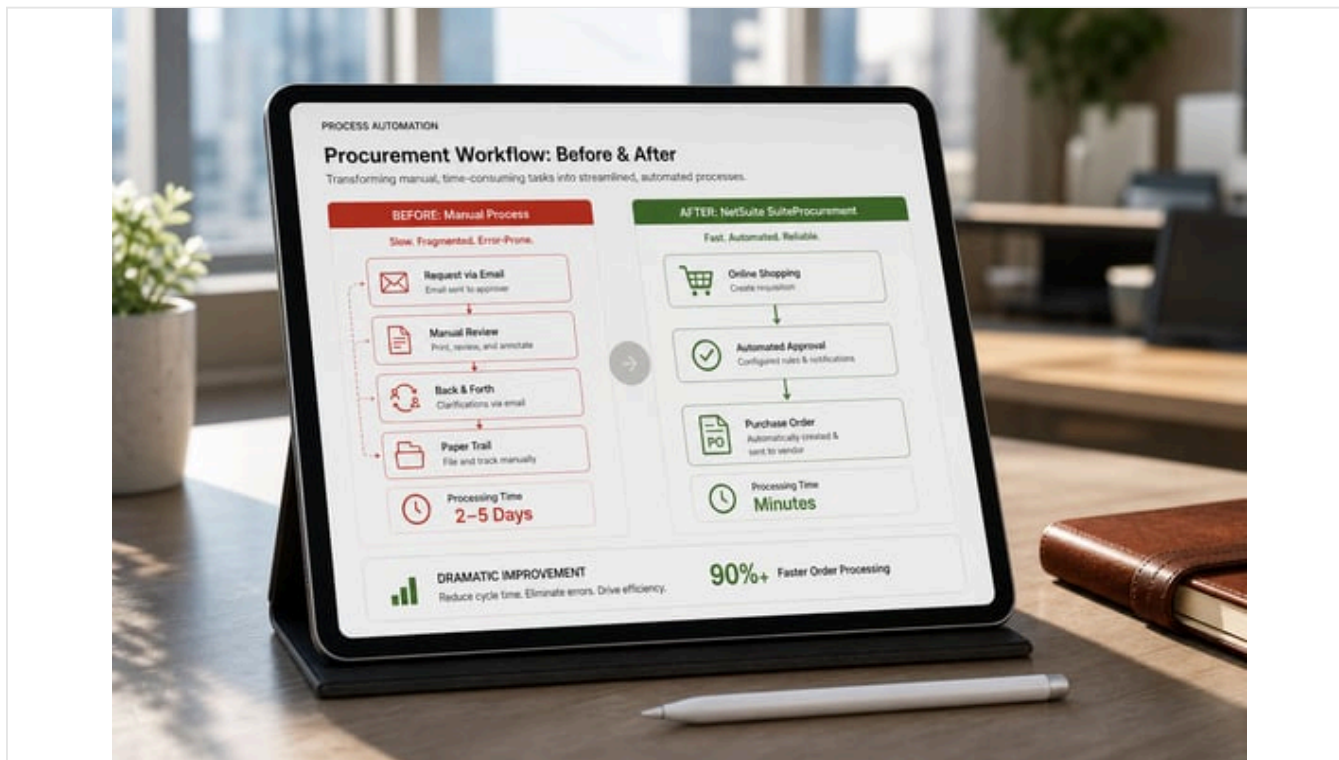 PROCESS AUTOMATION
Procurement Workflow: Before & After
Transforming manual, time-consuming tasks into streamlined, automated processes.
BEFORE: Manual Process
Slow. Fragmented. Error-Prone.
Request via Email
Email sent to approver
Manual Review
Print, review, and annotate
Back & Forth
Clarifications via email
Paper Trail
File and track manually
Processing Time
2–5 Days
AFTER: NetSuite SuiteProcurement
Fast. Automated. Reliable.
Online Shopping
Create requisition
Automated Approval
Configured rules & notifications
PO
Purchase Order
Automatically created &
sent to vendor
Processing Time
Minutes
DRAMATIC IMPROVEMENT
Reduce cycle time. Eliminate errors. Drive efficiency.
90%+ Faster Order Processing